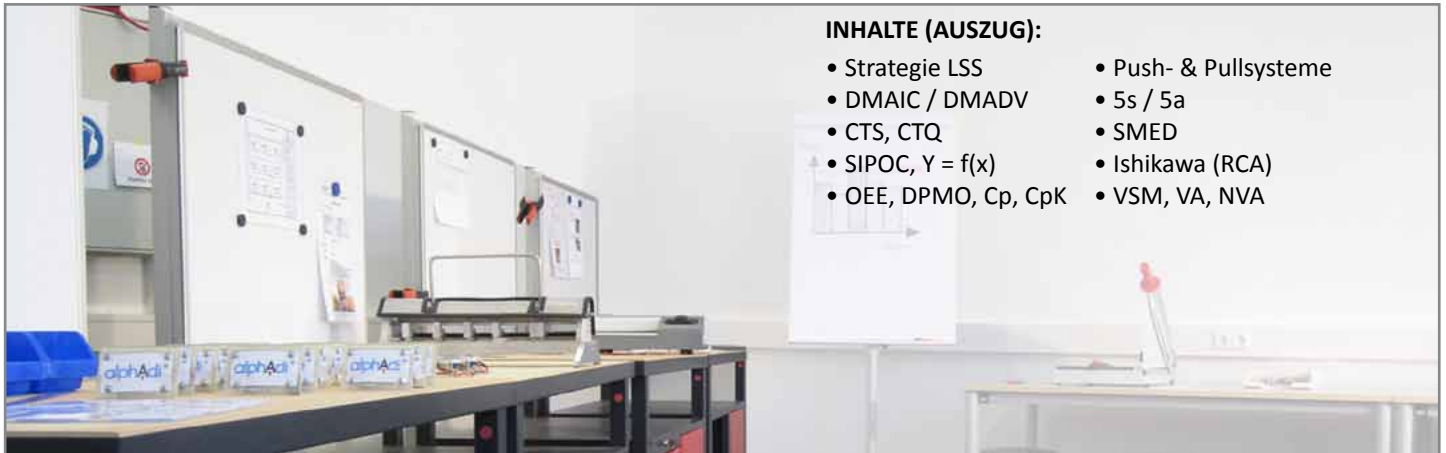 INHALTE (AUSZUG):
• Strategie LSS
• DMAIC / DMADV
• CTS, CTQ
• SIPOC, Y = f(x)
• OEE, DPMO, Cp, CpK
• Push- & Pullsysteme
• 5s / 5a
• SMED
• Ishikawa (RCA)
• VSM, VA, NVA
alphAdi
alphAdi